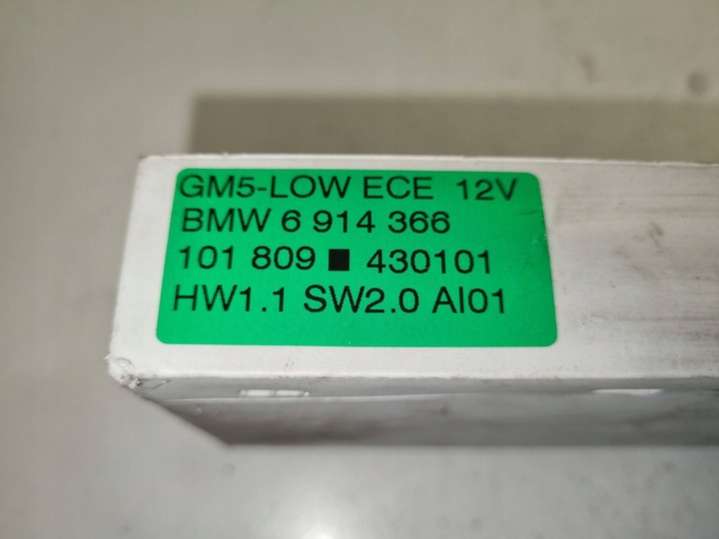 GM5-LOW ECE 12V
BMW 6 914 366
101 809 ■ 430101
HW1.1 SW2.0 AI01